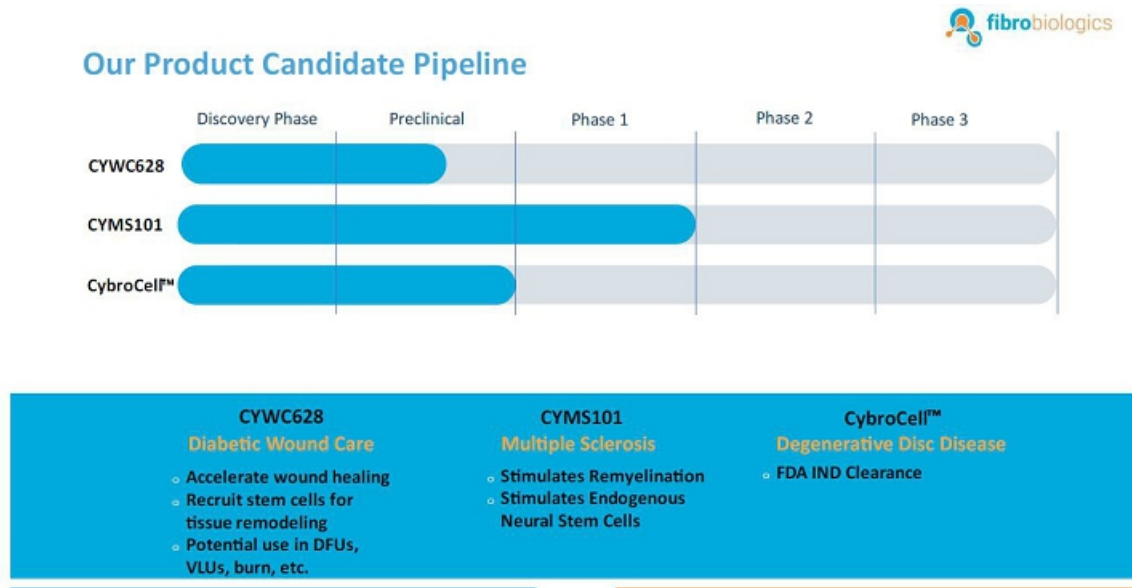 fibrobiologics
Our Product Candidate Pipeline
Discovery Phase Preclinical Phase 1 Phase 2 Phase 3
CYWC628
CYMS101
CybroCell™
CYWC628
Diabetic Wound Care
Accelerate wound healing
Recruit stem cells for
tissue remodeling
Potential use in DFUs,
VLUs, burn, etc.
CYMS101
Multiple Sclerosis
Stimulates Remyelination
Stimulates Endogenous
Neural Stem Cells
CybroCell™
Degenerative Disc Disease
FDA IND Clearance